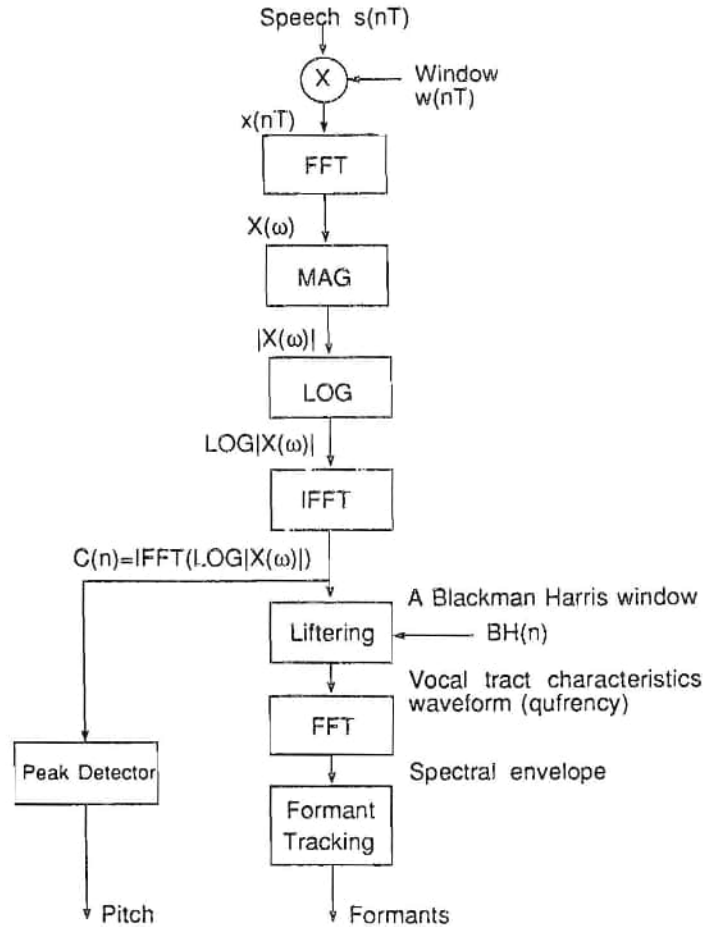 Speech s(nT)
X
Window
w(nT)
x(nT)
FFT
X(ω)
MAG
|X(ω)|
LOG
LOG|X(ω)|
IFFT
C(n)=IFFT(LOG|X(ω)|)
A Blackman Harris window
Liftering
BH(n)
Vocal tract characteristics
waveform (qufrency)
FFT
Peak Detector
Spectral envelope
Formant
Tracking
Pitch
Formants